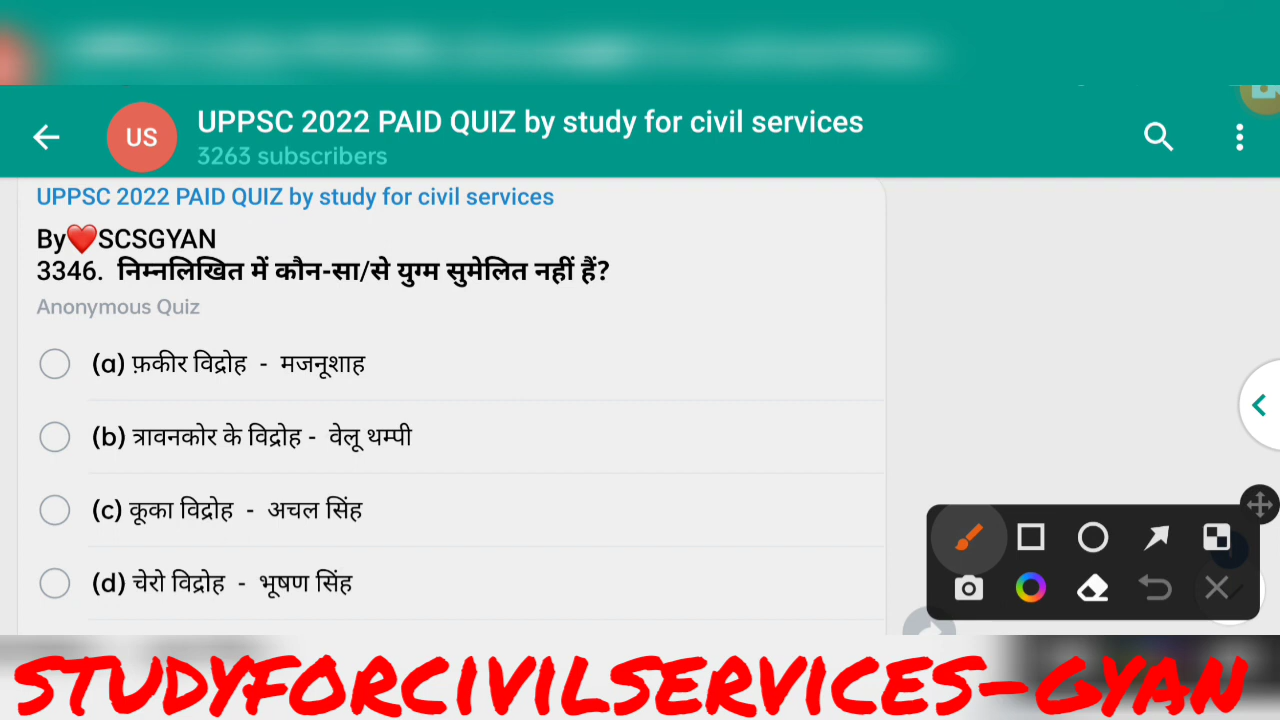 US
UPPSC 2022 PAID QUIZ by study for civil services
3263 subscribers
UPPSC 2022 PAID QUIZ by study for civil services
By❤️SCSGYAN
3346. निम्नलिखित में कौन-सा/से युग्म सुमेलित नहीं हैं?
Anonymous Quiz
(a) फ़कीर विद्रोह - मजनूशाह
(b) त्रावनकोर के विद्रोह - वेलू थम्पी
(c) कूका विद्रोह - अचल सिंह
(d) चेरो विद्रोह - भूषण सिंह
STUDYFORCIVILSERVICES-GYAN